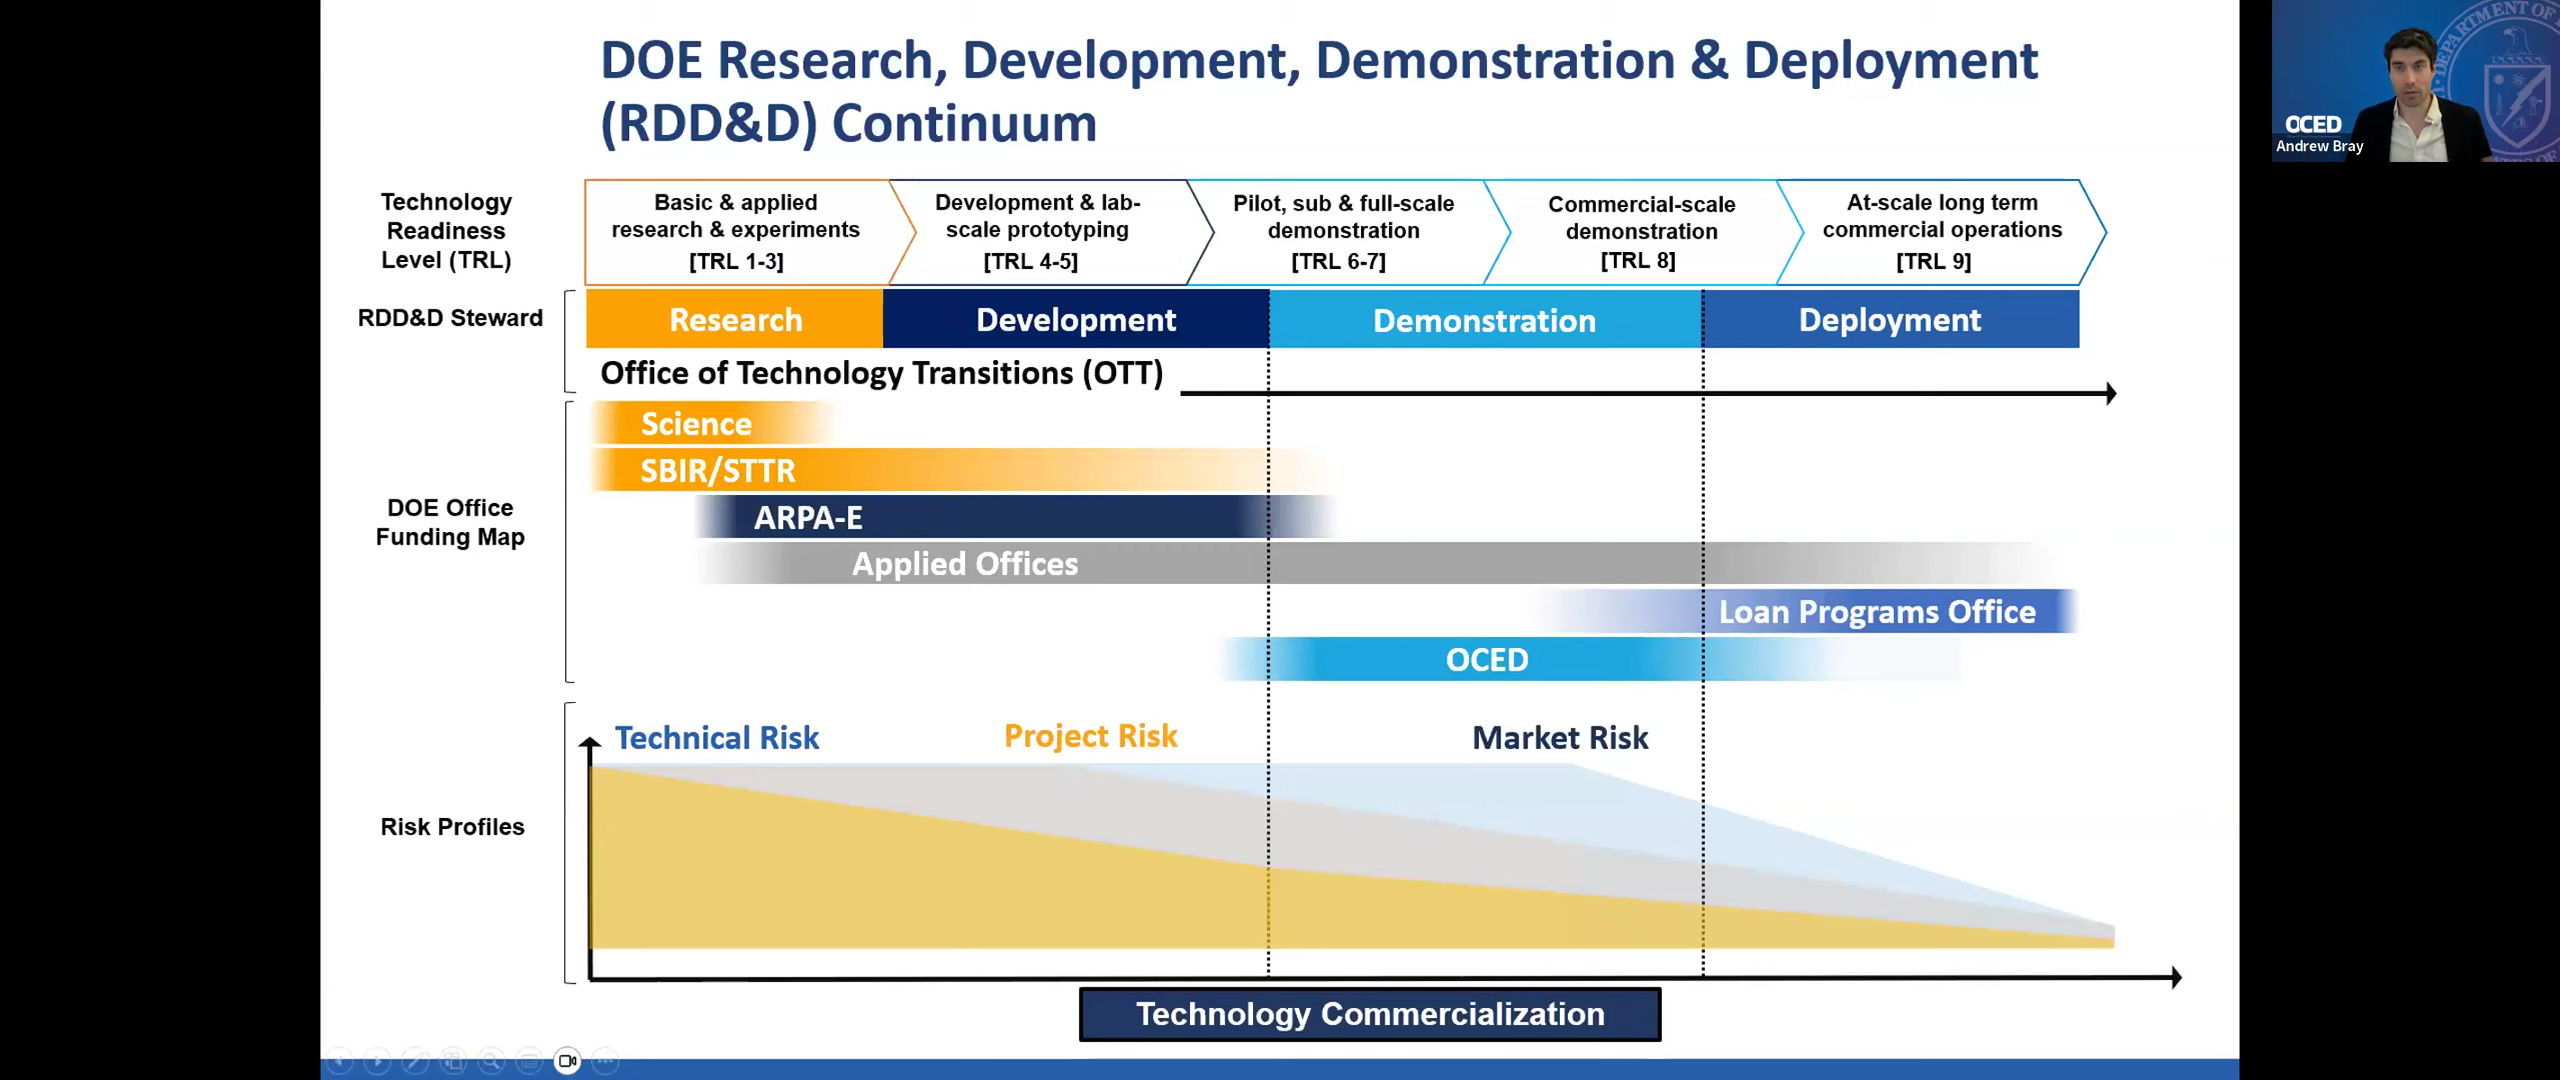 DOE Research, Development, Demonstration & Deployment
(RDD&D) Continuum
OCED
Andrew Bray
Technology
Readiness
Level (TRL)
Basic & applied
research & experiments
[TRL 1-3]
Development & lab-
scale prototyping
[TRL 4-5]
Pilot, sub & full-scale
demonstration
[TRL 6-7]
Commercial-scale
demonstration
[TRL 8]
At-scale long term
commercial operations
[TRL 9]
RDD&D Steward
Research
Development
Demonstration
Deployment
Office of Technology Transitions (OTT)
DOE Office
Funding Map
Science
SBIR/STTR
ARPA-E
Applied Offices
Loan Programs Office
OCED
Risk Profiles
Technical Risk
Project Risk
Market Risk
Technology Commercialization